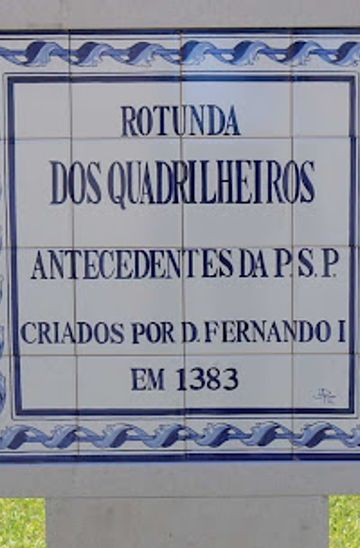 ROTUNDA
DOS QUADRILHEIROS
ANTECEDENTES DA P.S.P.
CRIADOS POR D. FERNANDO I
EM 1383